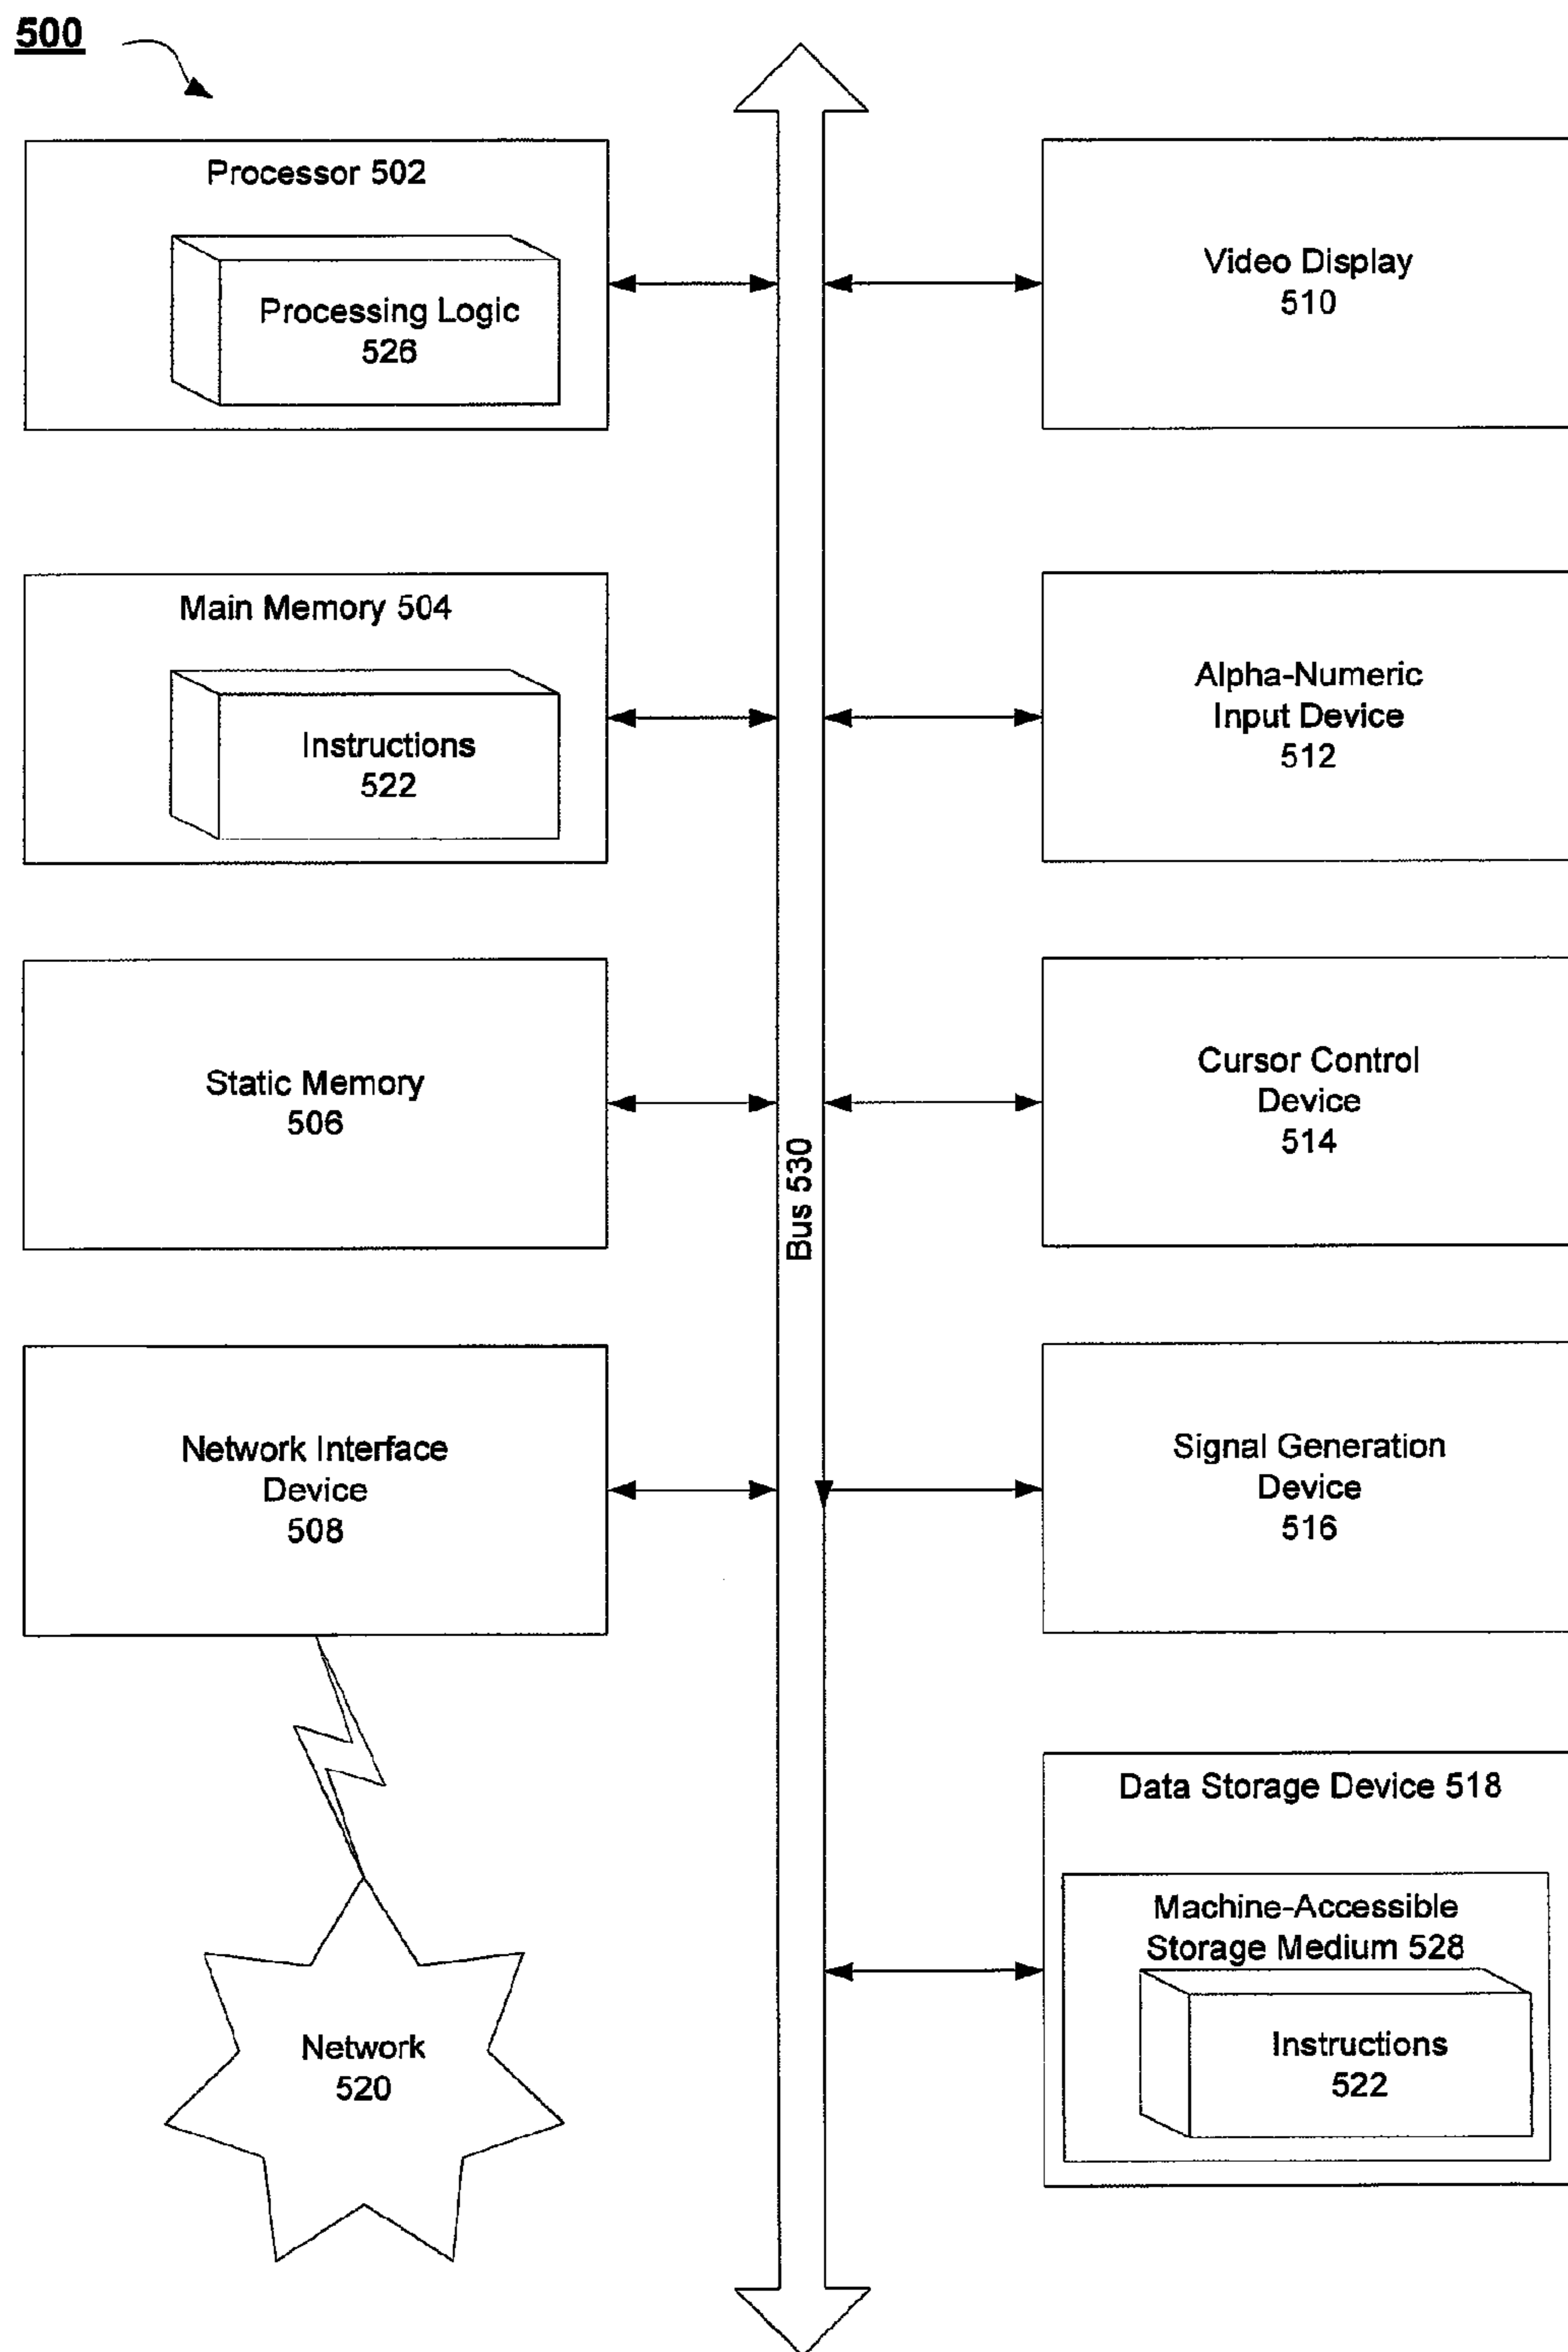 500
Processor 502
Processing Logic
526
Main Memory 504
Instructions
522
Static Memory
506
Network Interface
Device
508
Network
520
Bus 530
Video Display
510
Alpha-Numeric
Input Device
512
Cursor Control
Device
514
Signal Generation
Device
516
Data Storage Device 518
Machine-Accessible
Storage Medium 528
Instructions
522